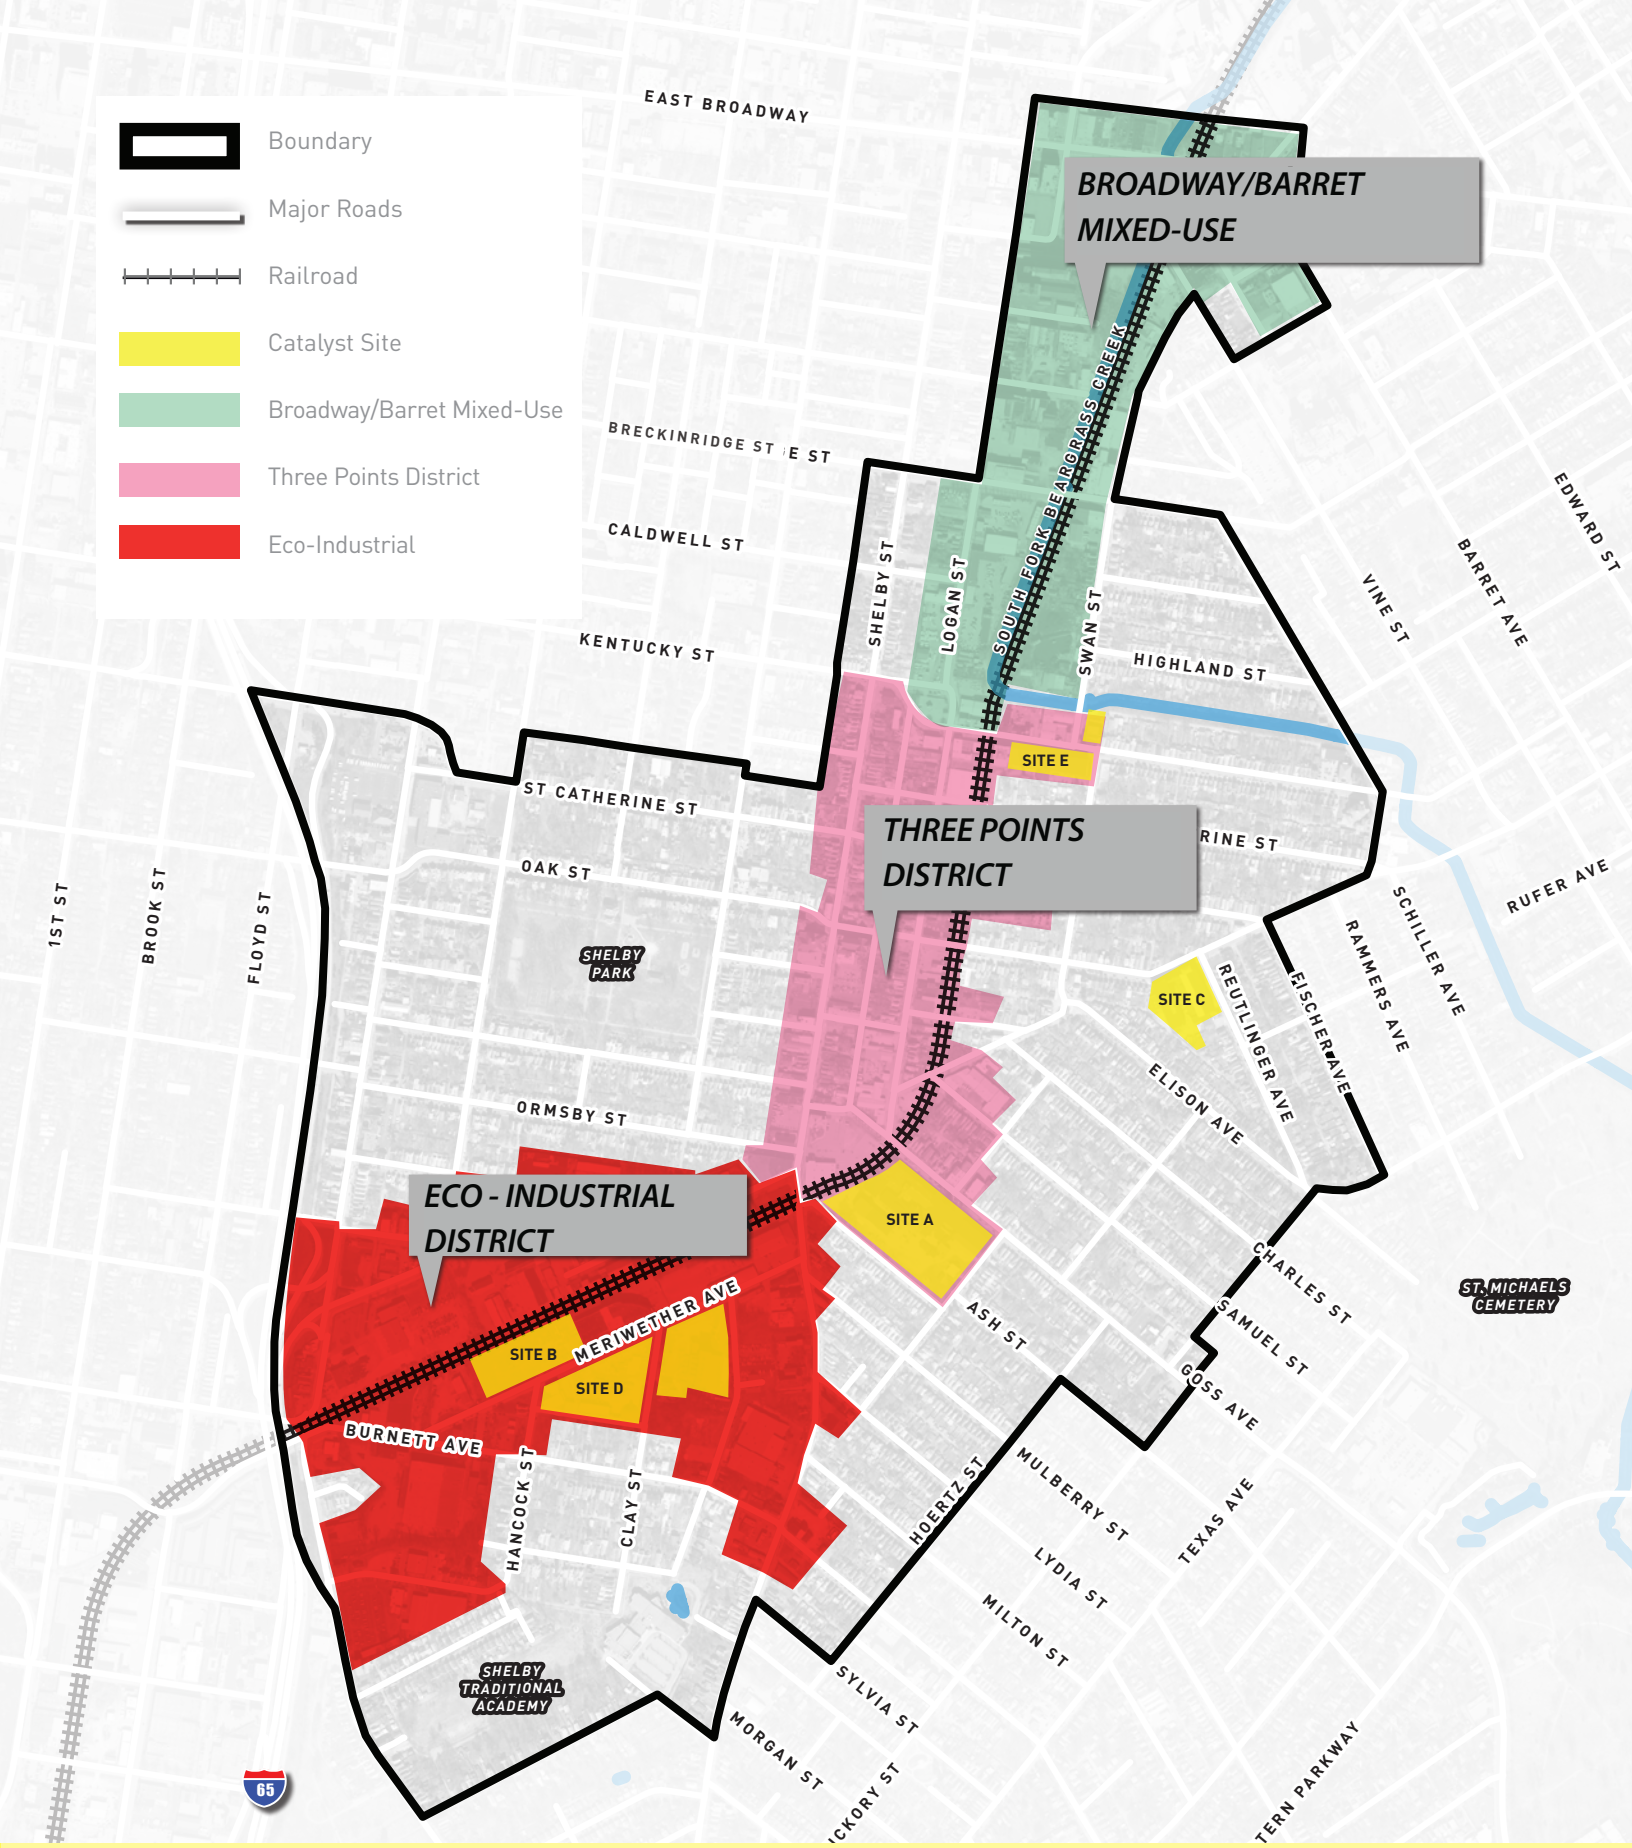 EAST BROADWAY
Boundary
Major Roads
Railroad
Catalyst Site
Broadway/Barret Mixed-Use
Three Points District
Eco-Industrial
BROADWAY/BARRET
MIXED-USE
BRECKINRIDGE ST
E ST
CALDWELL ST
KENTUCKY ST
SHELBY ST
LOGAN ST
SOUTH FORK BEARGRASS CREEK
SWAN ST
HIGHLAND ST
VINE ST
BARRET AVE
EDWARD ST
SITE E
ST CATHERINE ST
OAK ST
THREE POINTS
DISTRICT
RINE ST
1ST ST
BROOK ST
FLOYD ST
SHELBY
PARK
SITE C
REUTLINGER AVE
FISCHER AVE
RAMMERS AVE
SCHILLER AVE
RUFER AVE
ELISON AVE
ORMSBY ST
ECO - INDUSTRIAL
DISTRICT
SITE A
MERIWETHER AVE
SITE B
SITE D
ASH ST
CHARLES ST
SAMUEL ST
GOSS AVE
ST. MICHAELS
CEMETERY
BURNETT AVE
HANCOCK ST
CLAY ST
HOERTZ ST
MULBERRY ST
TEXAS AVE
LYDIA ST
MILTON ST
SHELBY
TRADITIONAL
ACADEMY
SYLVIA ST
MORGAN ST
ICKORY ST
TERN PARKWAY
65